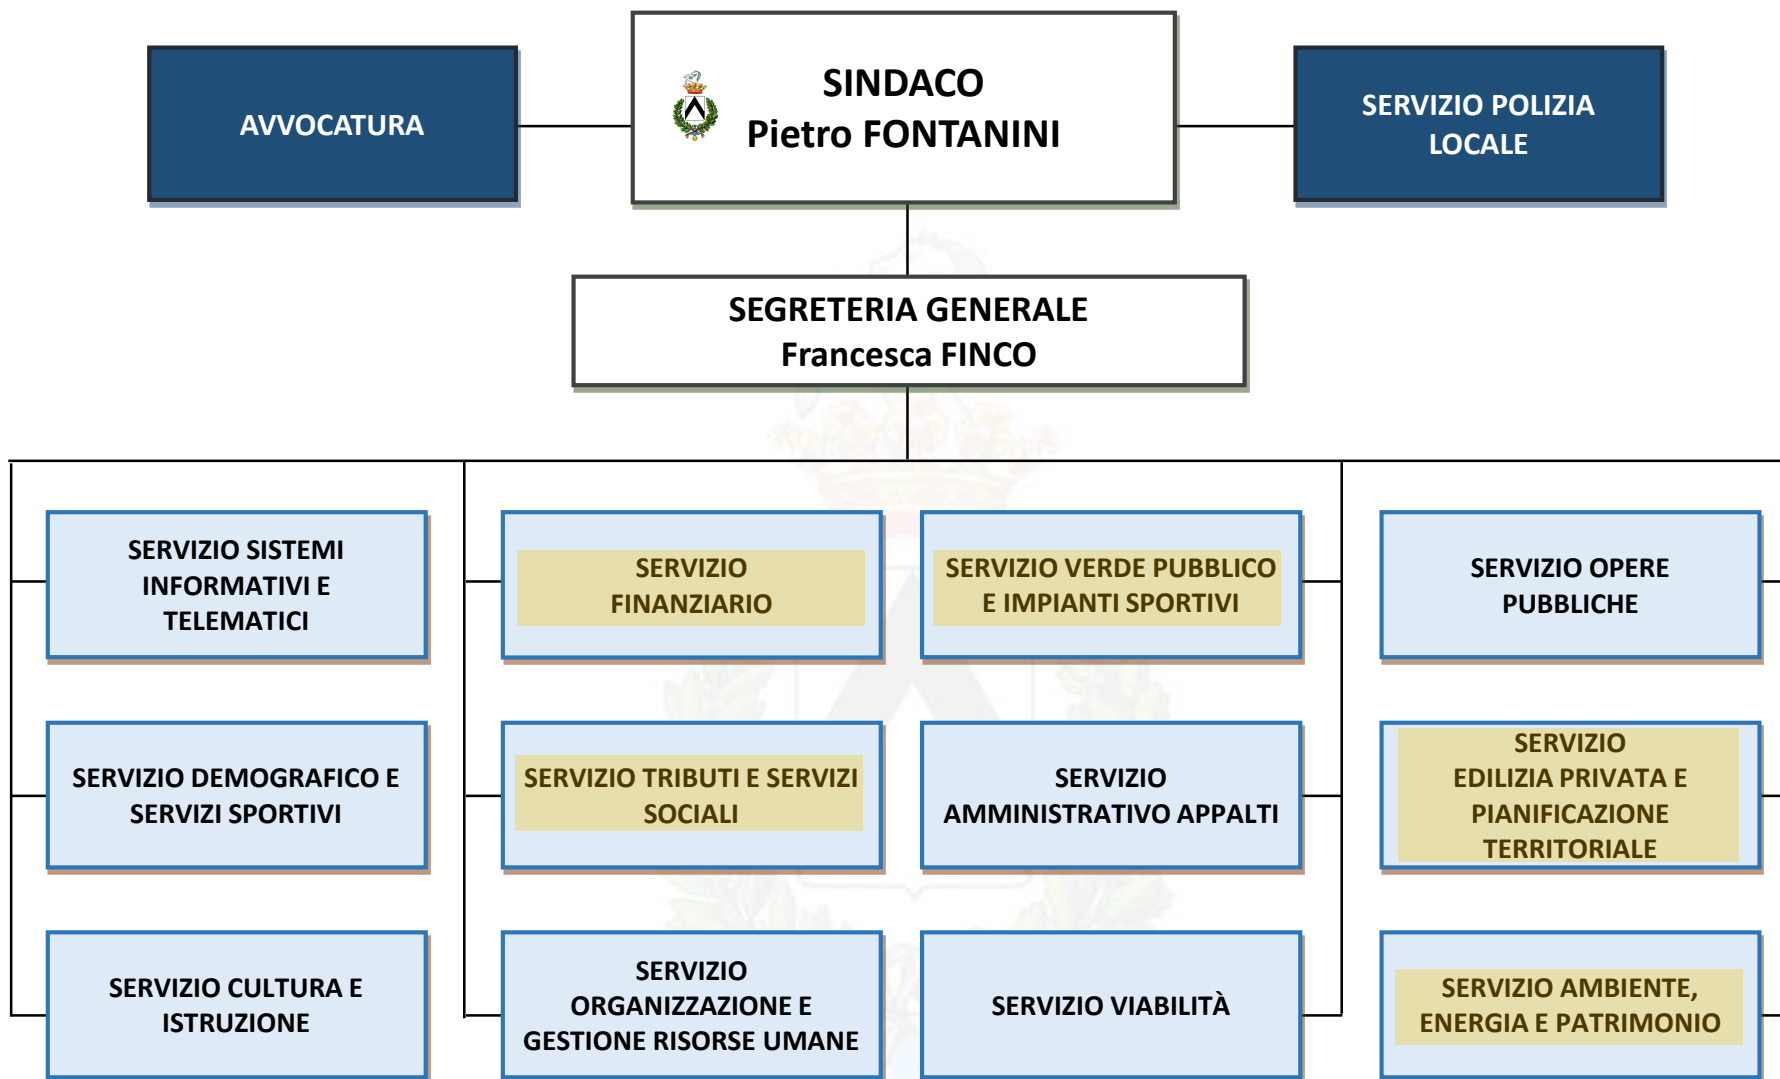 AVVOCATURA
SINDACO
Pietro FONTANINI
SERVIZIO POLIZIA
LOCALE
SEGRETERIA GENERALE
Francesca FINCO
SERVIZIO SISTEMI
INFORMATIVI E
TELEMATICI
SERVIZIO
FINANZIARIO
SERVIZIO VERDE PUBBLICO
E IMPIANTI SPORTIVI
SERVIZIO OPERE
PUBBLICHE
SERVIZIO DEMOGRAFICO E
SERVIZI SPORTIVI
SERVIZIO TRIBUTI E SERVIZI
SOCIALI
SERVIZIO
AMMINISTRATIVO APPALTI
SERVIZIO
EDILIZIA PRIVATA E
PIANIFICAZIONE
TERRITORIALE
SERVIZIO CULTURA E
ISTRUZIONE
SERVIZIO
ORGANIZZAZIONE E
GESTIONE RISORSE UMANE
SERVIZIO VIABILITÀ
SERVIZIO AMBIENTE,
ENERGIA E PATRIMONIO